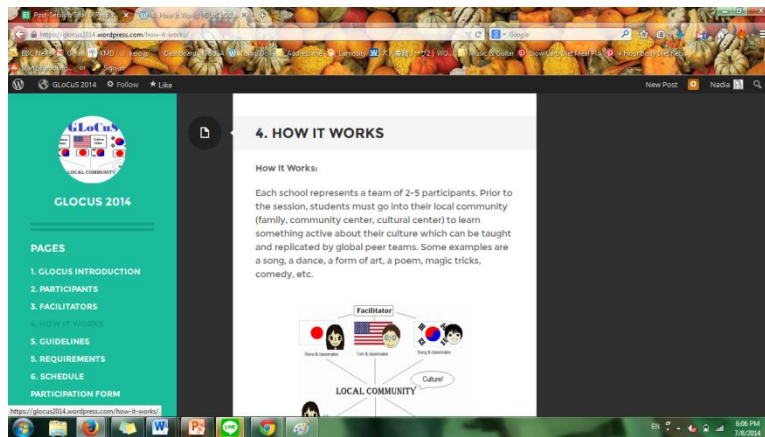 https://glocus2014.wordpress.com/how-it-works/
Google
GLoCuS 2014
Follow
Like
New Post
Nadia
GLoCuS
LOCAL COMMUNITY
GLOCUS 2014
PAGES
1. GLOCUS INTRODUCTION
2. PARTICIPANTS
3. FACILITATORS
4. HOW IT WORKS
5. GUIDELINES
5. REQUIREMENTS
6. SCHEDULE
PARTICIPATION FORM
4. HOW IT WORKS
How It Works:
Each school represents a team of 2-5 participants. Prior to
the session, students must go into their local community
(family, community center, cultural center) to learn
something active about their culture which can be taught
and replicated by global peer teams. Some examples are
a song, a dance, a form of art, a poem, magic tricks,
comedy, etc.
Facilitator
Tom & classmates
Song & classmates
Culture!
LOCAL COMMUNITY
https://glocus2014.wordpress.com/how-it-works/
EN
6:06 PM
7/8/2014